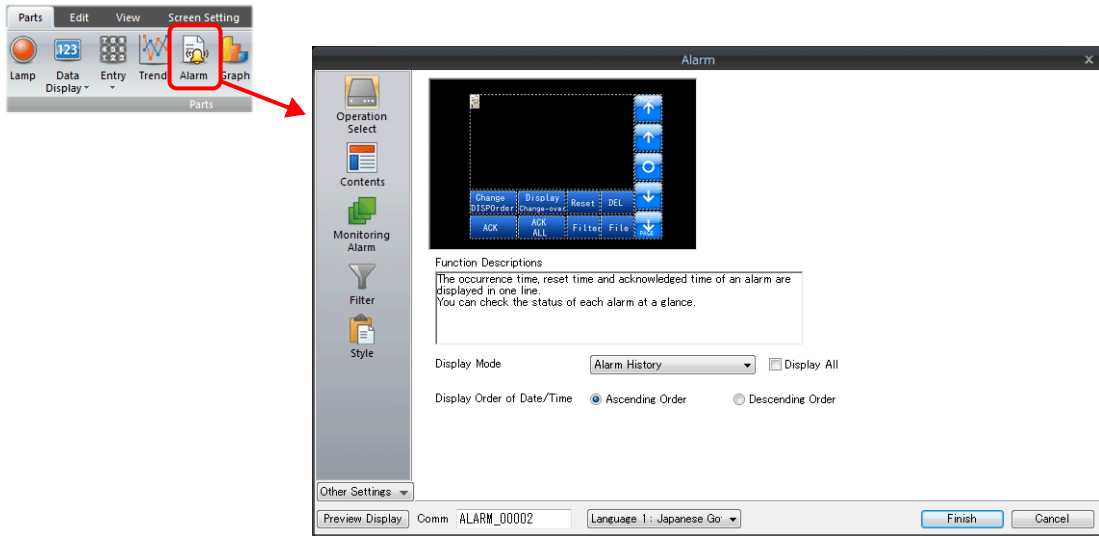 Parts Edit View Screen Setting
Lamp Data Display Entry Trend Alarm Graph
Parts
Alarm x
Operation Select
Contents
Monitoring Alarm
Filter
Style
Other Settings
Change DISPOrder Display Change-over Reset DEL
ACK ACK ALL Filter File PAGE
Function Descriptions
The occurrence time, reset time and acknowledged time of an alarm are
displayed in one line.
You can check the status of each alarm at a glance.
Display Mode Alarm History Display All
Display Order of Date/Time Ascending Order Descending Order
Preview Display Comm ALARM_00002 Language 1 : Japanese Go Finish Cancel